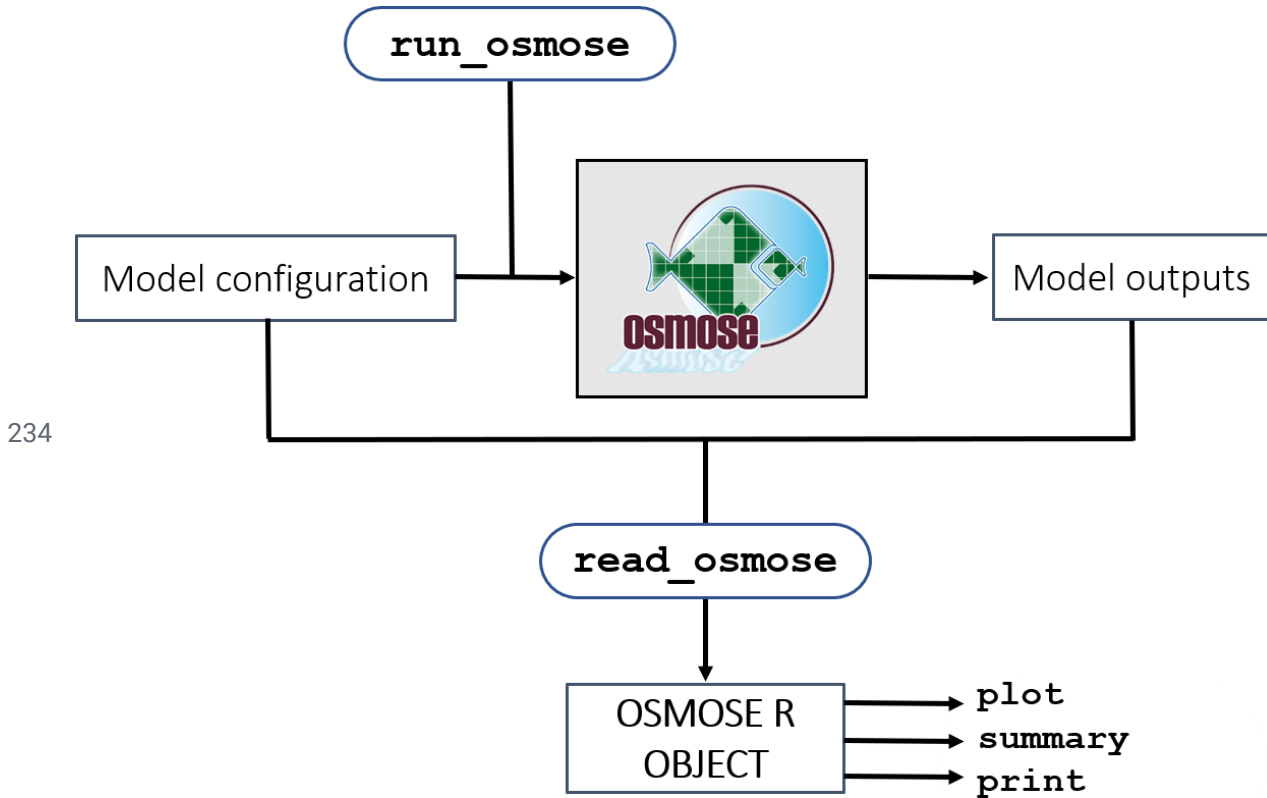 run_osmose
Model configuration
OSMOSE
Model outputs
234
read_osmose
OSMOSE R
OBJECT
plot
summary
print